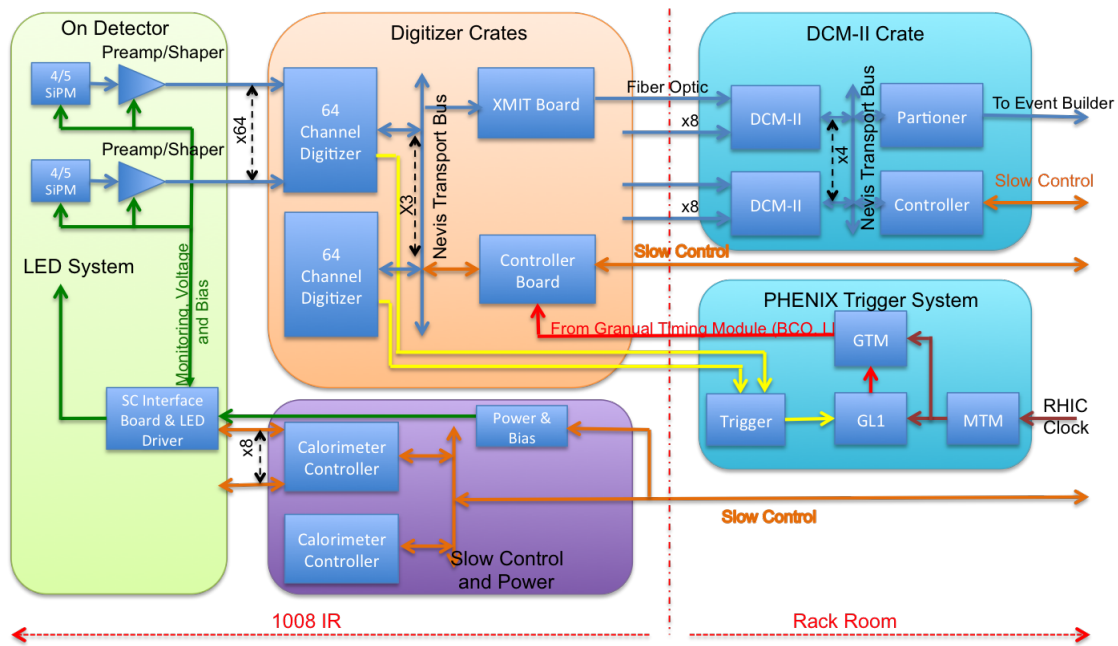 On Detector
Preamp/Shaper
4/5
SiPM
Preamp/Shaper
4/5
SiPM
x64
LED System
Monitoring, Voltage
and Bias
SC Interface
Board & LED
Driver
Digitizer Crates
64
Channel
Digitizer
64
Channel
Digitizer
X3
Nevis Transport Bus
XMIT Board
Controller
Board
Fiber Optic
x8
x8
Slow Control
From Granual Timing Module (BCO, LL
DCM-II Crate
DCM-II
DCM-II
x4
Nevis Transport Bus
Partioner
Controller
To Event Builder
Slow Control
PHENIX Trigger System
GTM
Trigger
GL1
MTM
RHIC
Clock
Power &
Bias
x8
Calorimeter
Controller
Calorimeter
Controller
Slow Control
and Power
Slow Control
1008 IR
Rack Room